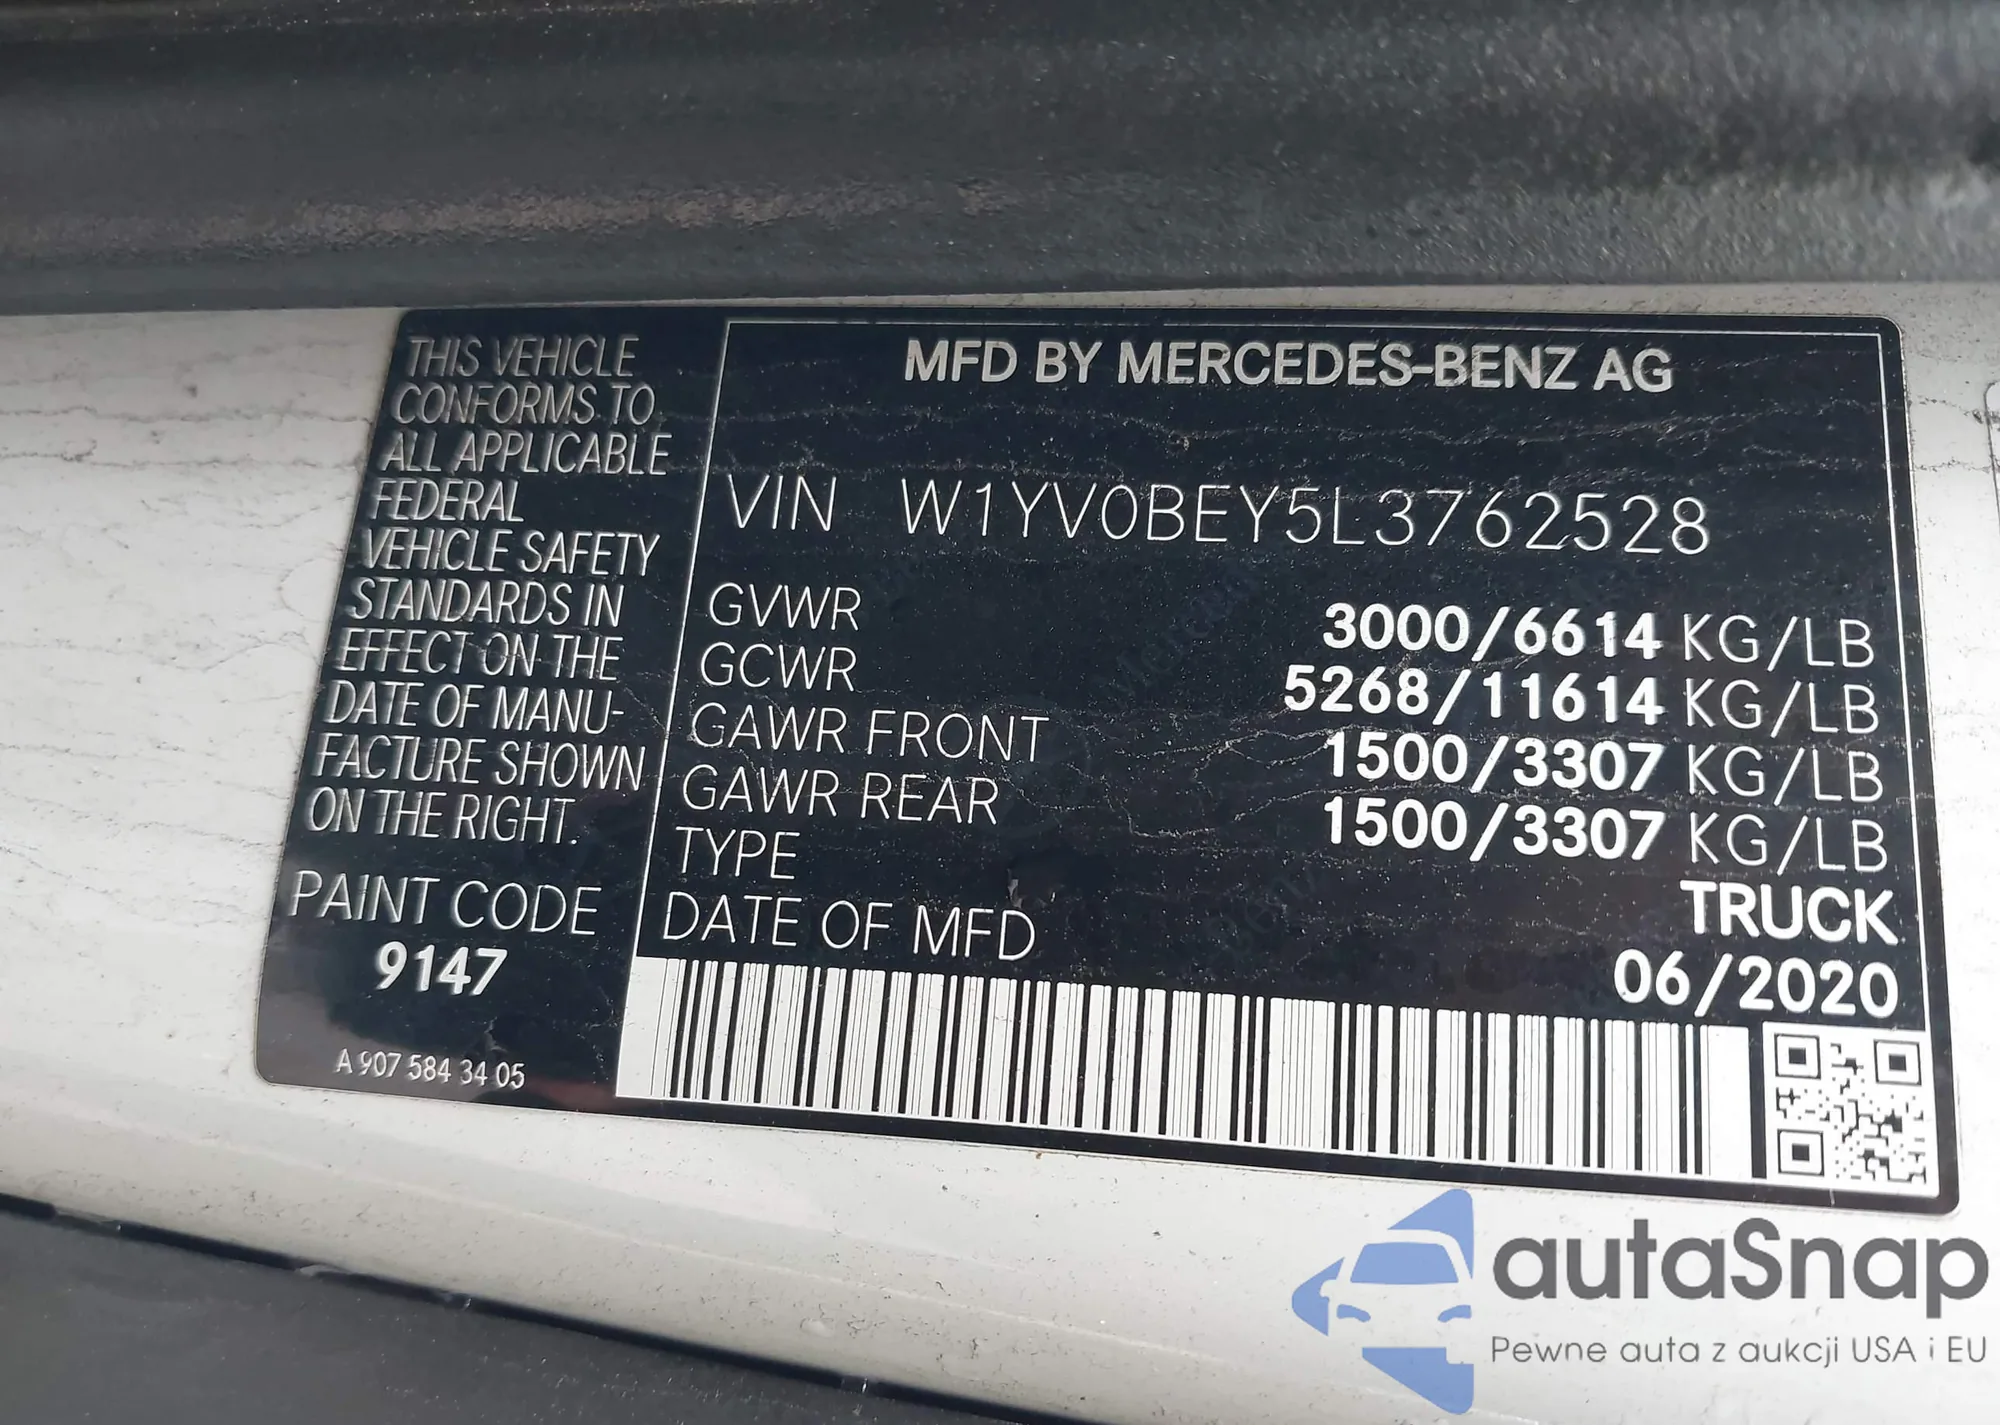 THIS VEHICLE
CONFORMS TO
ALL APPLICABLE
FEDERAL
VEHICLE SAFETY
STANDARDS IN
EFFECT ON THE
DATE OF MANU-
FACTURE SHOWN
ON THE RIGHT.
PAINT CODE
9147
A 907 584 34 05
MFD BY MERCEDES-BENZ AG
VIN W1YV0BEY5L3762528
GVWR 3000/6614 KG/LB
GCWR 5268/11614 KG/LB
GAWR FRONT 1500/3307 KG/LB
GAWR REAR 1500/3307 KG/LB
TYPE TRUCK
DATE OF MFD 06/2020
autaSnap
Pewne auta z aukcji USA i EU